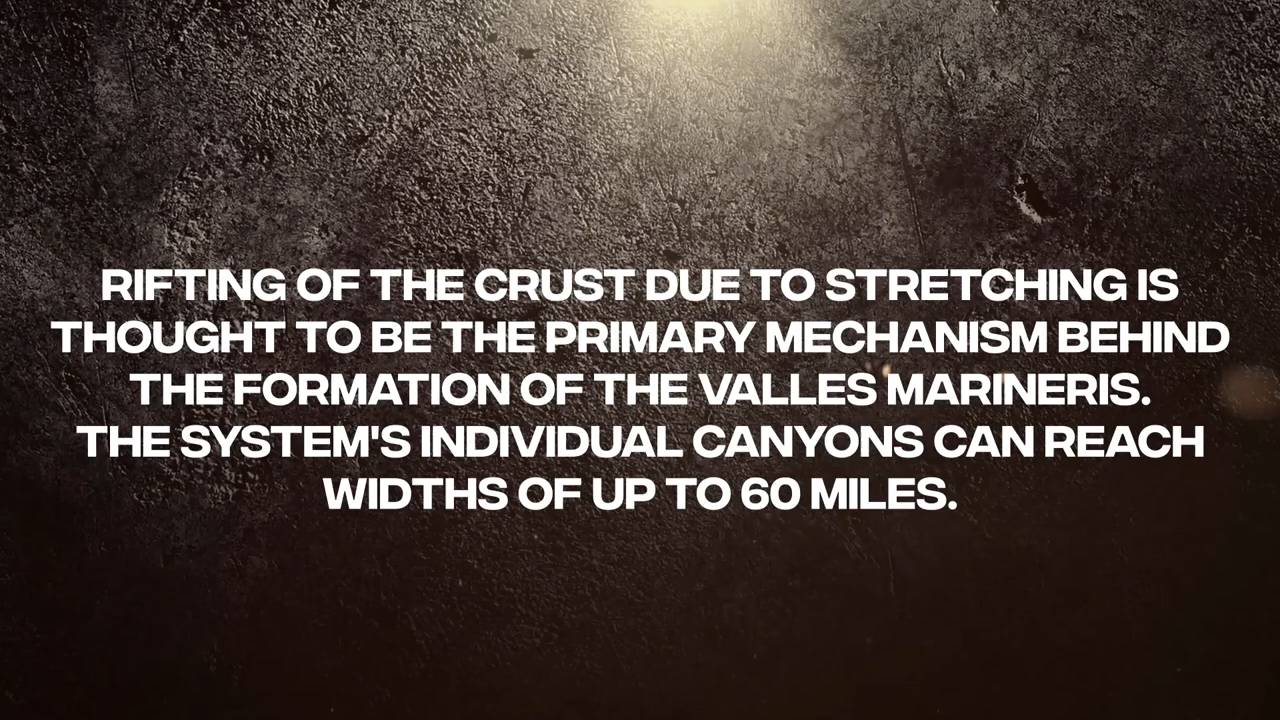 RIFTING OF THE CRUST DUE TO STRETCHING IS
THOUGHT TO BE THE PRIMARY MECHANISM BEHIND
THE FORMATION OF THE VALLES MARINERIS.
THE SYSTEM'S INDIVIDUAL CANYONS CAN REACH
WIDTHS OF UP TO 60 MILES.